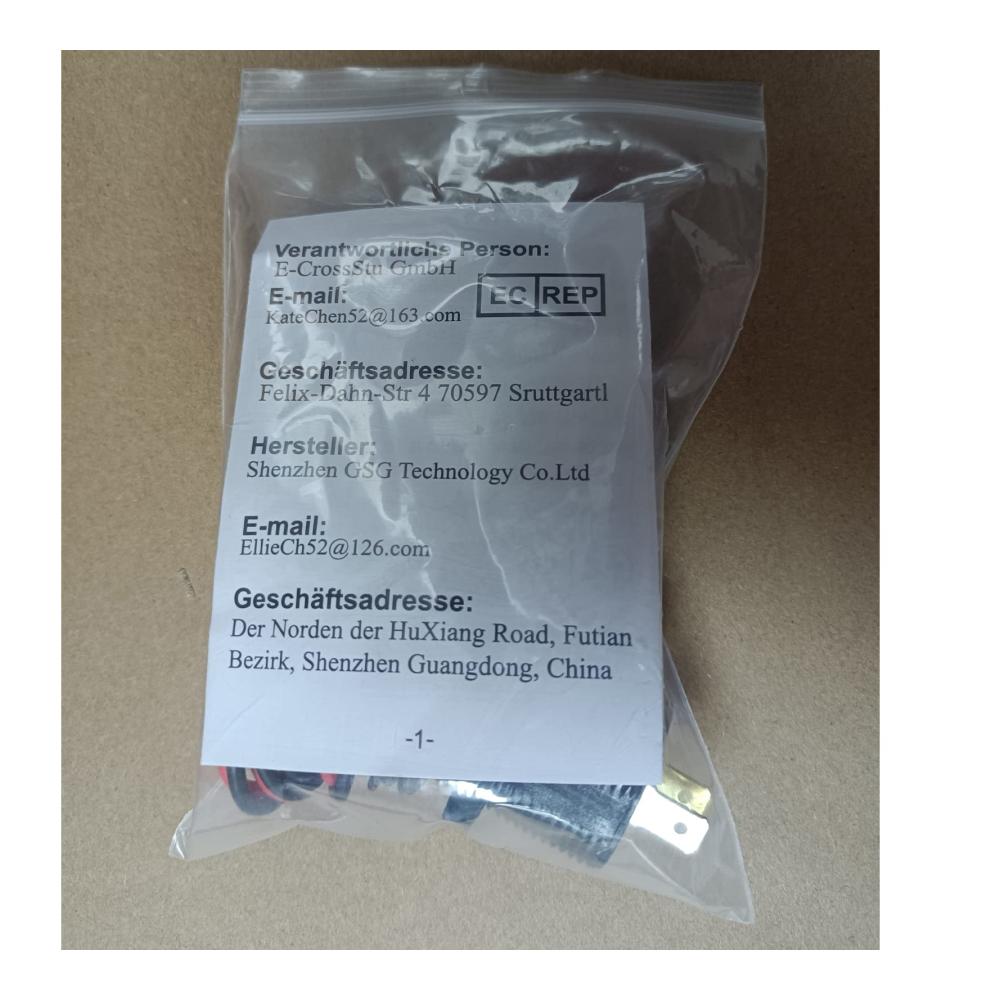 Verantwortliche Person:
E-CrossStu GmbH
E-mail:
KateChen52@163.com
EC REP
Geschäftsadresse:
Felix-Dahn-Str 4 70597 Sruttgartl
Hersteller:
Shenzhen GSG Technology Co.Ltd
E-mail:
EllieCh52@126.com
Geschäftsadresse:
Der Norden der HuXiang Road, Futian
Bezirk, Shenzhen Guangdong, China
-1-